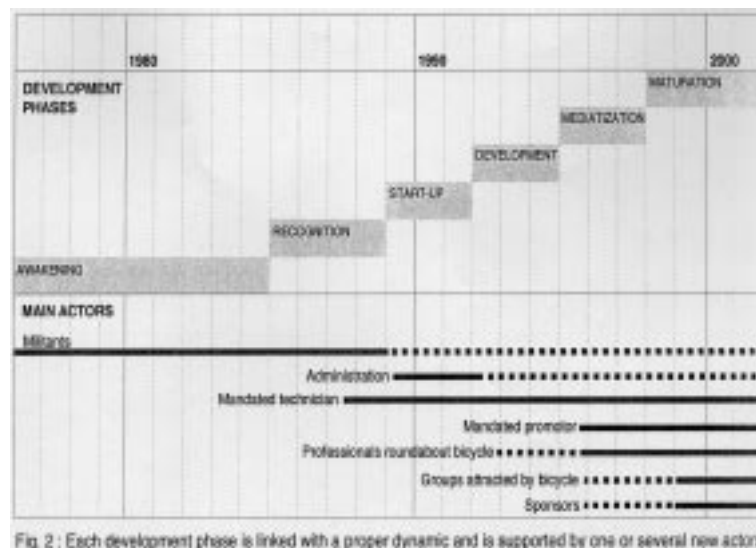 1980 1990 2000
DEVELOPMENT
PHASES
MATURATION
MEDIATIZATION
DEVELOPMENT
START-UP
RECOGNITION
AWAKENING
MAIN ACTORS
Militants
Administration
Mandated technician
Mandated promotor
Professionals roundabout bicycle
Groups attracted by bicycle
Sponsors
Fig. 2 : Each development phase is linked with a proper dynamic and is supported by one or several new